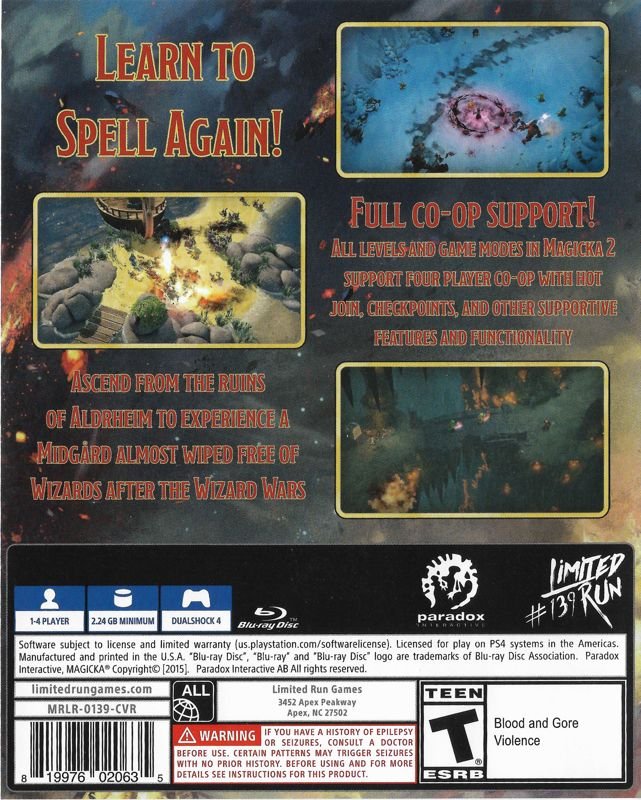 LEARN TO
SPELL AGAIN!
FULL CO-OP SUPPORT!
ALL LEVELS AND GAME MODES IN MAGICKA 2
SUPPORT FOUR PLAYER CO-OP WITH HOT
JOIN, CHECKPOINTS, AND OTHER SUPPORTIVE
FEATURES AND FUNCTIONALITY
ASCEND FROM THE RUINS
OF ALDRHEIM TO EXPERIENCE A
MIDGÅRD ALMOST WIPED FREE OF
WIZARDS AFTER THE WIZARD WARS
1-4 PLAYER
2.24 GB MINIMUM
DUALSHOCK 4
Blu-ray Disc™
paradox
INTERACTIVE
LIMITED
RUN
#139
Software subject to license and limited warranty (us.playstation.com/softwarelicense). Licensed for play on PS4 systems in the Americas.
Manufactured and printed in the U.S.A. "Blu-ray Disc", "Blu-ray" and "Blu-ray Disc" logo are trademarks of Blu-ray Disc Association. Paradox
Interactive, MAGICKA® Copyright© [2015]. Paradox Interactive AB All rights reserved.
limitedrungames.com
MRLR-0139-CVR
8 19976 02063 5
ALL
Limited Run Games
3452 Apex Peakway
Apex, NC 27502
WARNING IF YOU HAVE A HISTORY OF EPILEPSY
OR SEIZURES, CONSULT A DOCTOR
BEFORE USE. CERTAIN PATTERNS MAY TRIGGER SEIZURES
WITH NO PRIOR HISTORY. BEFORE USING AND FOR MORE
DETAILS SEE INSTRUCTIONS FOR THIS PRODUCT.
TEEN
T
®
ESRB
Blood and Gore
Violence